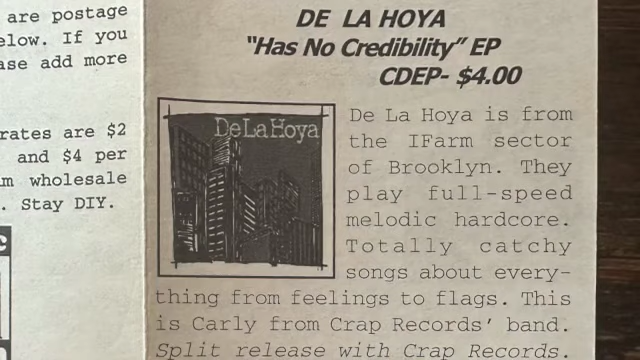 are postage
elow. If you
ase add more
rates are $2
and $4 per
m wholesale
. Stay DIY.
DE LA HOYA
“Has No Credibility” EP
CDEP- $4.00
DeLaHoya
De La Hoya is from
the IFarm sector
of Brooklyn. They
play full-speed
melodic hardcore.
Totally catchy
songs about every-
thing from feelings to flags. This
is Carly from Crap Records’ band.
Split release with Crap Records.